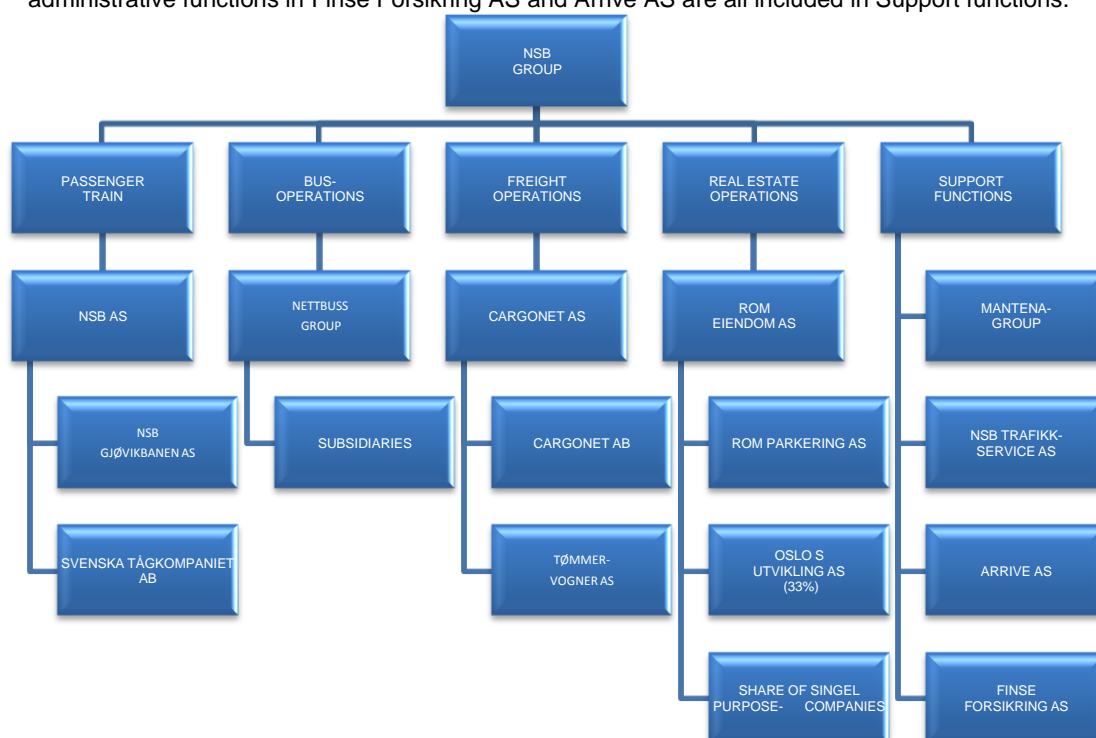 administrative functions in Finse Forsikring AS and Arrive AS are all included in Support functions.
NSB
GROUP
PASSENGER
TRAIN
BUS-
OPERATIONS
FREIGHT
OPERATIONS
REAL ESTATE
OPERATIONS
SUPPORT
FUNCTIONS
NSB AS
NETTBUSS
GROUP
CARGONET AS
ROM
EIENDOM AS
MANTENA-
GROUP
NSB
GJØVIKBANEN AS
SUBSIDIARIES
CARGONET AB
ROM PARKERING AS
NSB TRAFIKK-
SERVICE AS
SVENSKA TÅGKOMPANIET
AB
TØMMER-
VOGNER AS
OSLO S
UTVIKLING AS
(33%)
ARRIVE AS
SHARE OF SINGEL
PURPOSE- COMPANIES
FINSE
FORSIKRING AS